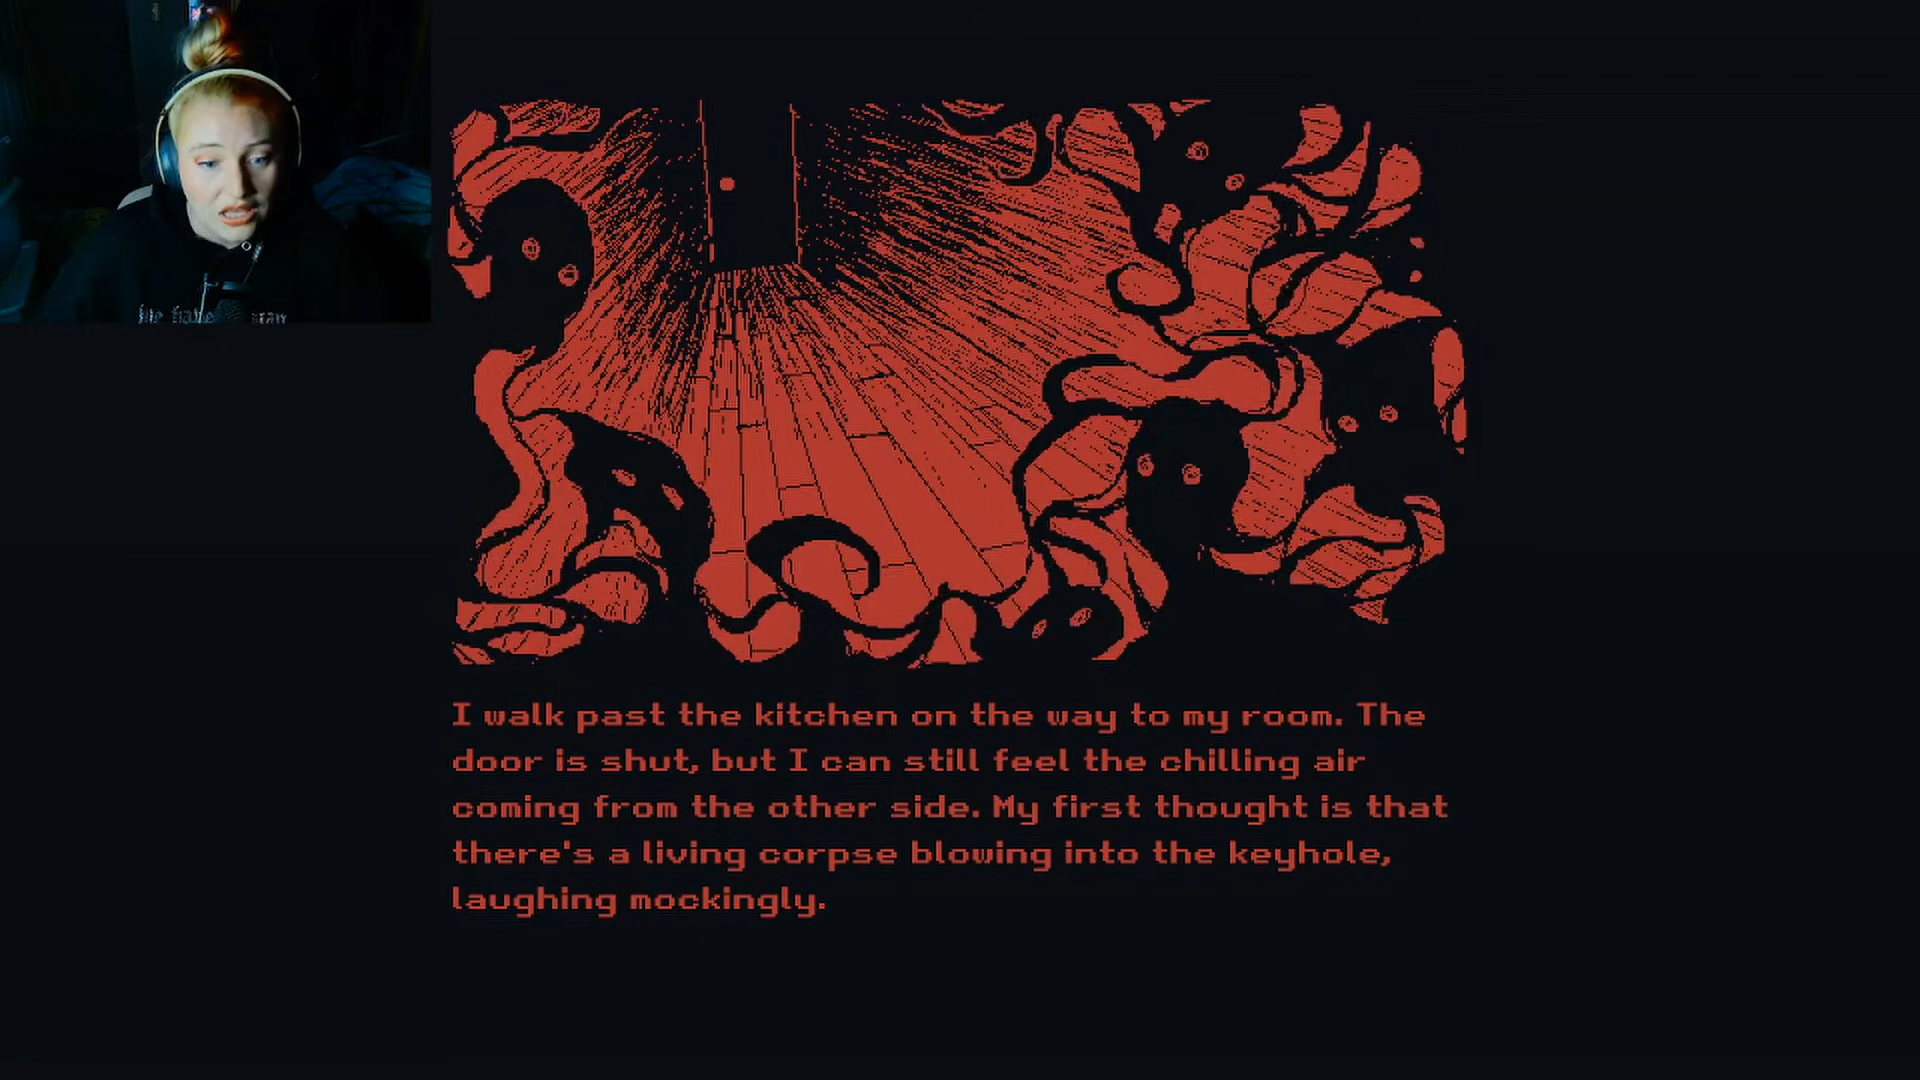 I walk past the kitchen on the way to my room. The
door is shut, but I can still feel the chilling air
coming from the other side. My first thought is that
there's a living corpse blowing into the keyhole,
laughing mockingly.